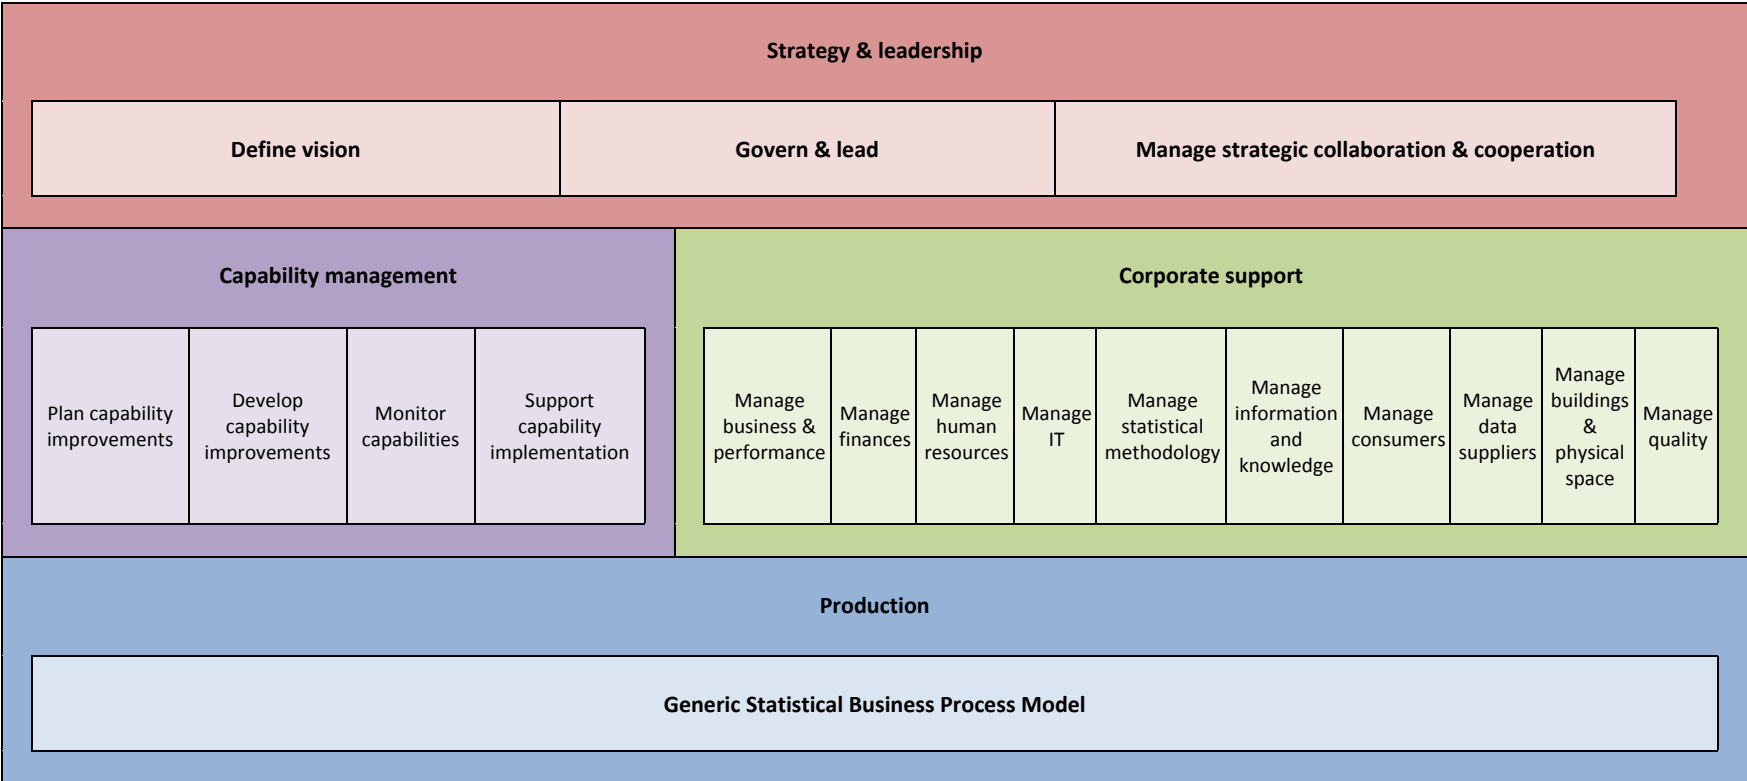 Strategy & leadership
Define vision
Govern & lead
Manage strategic collaboration & cooperation
Capability management
Plan capability
improvements
Develop
capability
improvements
Monitor
capabilities
Support
capability
implementation
Corporate support
Manage
business &
performance
Manage
finances
Manage
human
resources
Manage
IT
Manage
statistical
methodology
Manage
information
and
knowledge
Manage
consumers
Manage
data
suppliers
Manage
buildings
&
physical
space
Manage
quality
Production
Generic Statistical Business Process Model